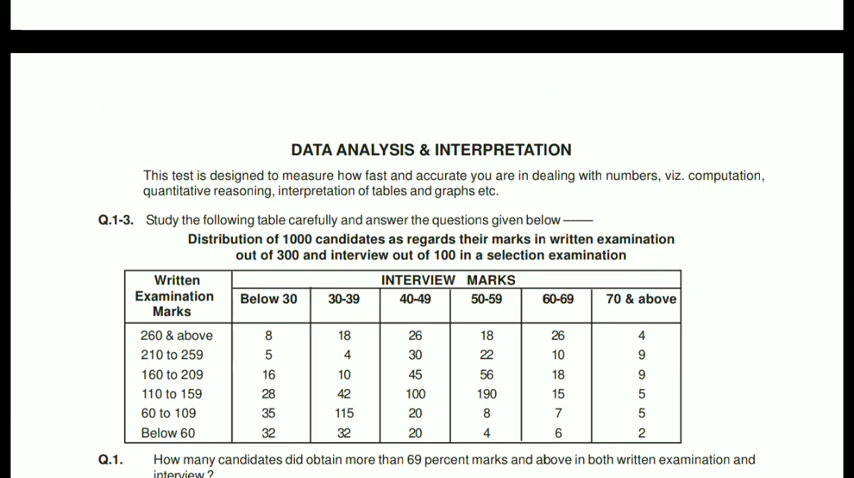 DATA ANALYSIS & INTERPRETATION
This test is designed to measure how fast and accurate you are in dealing with numbers, viz. computation,
quantitative reasoning, interpretation of tables and graphs etc.
Q.1-3. Study the following table carefully and answer the questions given below ——
Distribution of 1000 candidates as regards their marks in written examination
out of 300 and interview out of 100 in a selection examination
Written Examination Marks INTERVIEW MARKS
Below 30 30-39 40-49 50-59 60-69 70 & above
260 & above 8 18 26 18 26 4
210 to 259 5 4 30 22 10 9
160 to 209 16 10 45 56 18 9
110 to 159 28 42 100 190 15 5
60 to 109 35 115 20 8 7 5
Below 60 32 32 20 4 6 2
Q.1. How many candidates did obtain more than 69 percent marks and above in both written examination and
interview ?